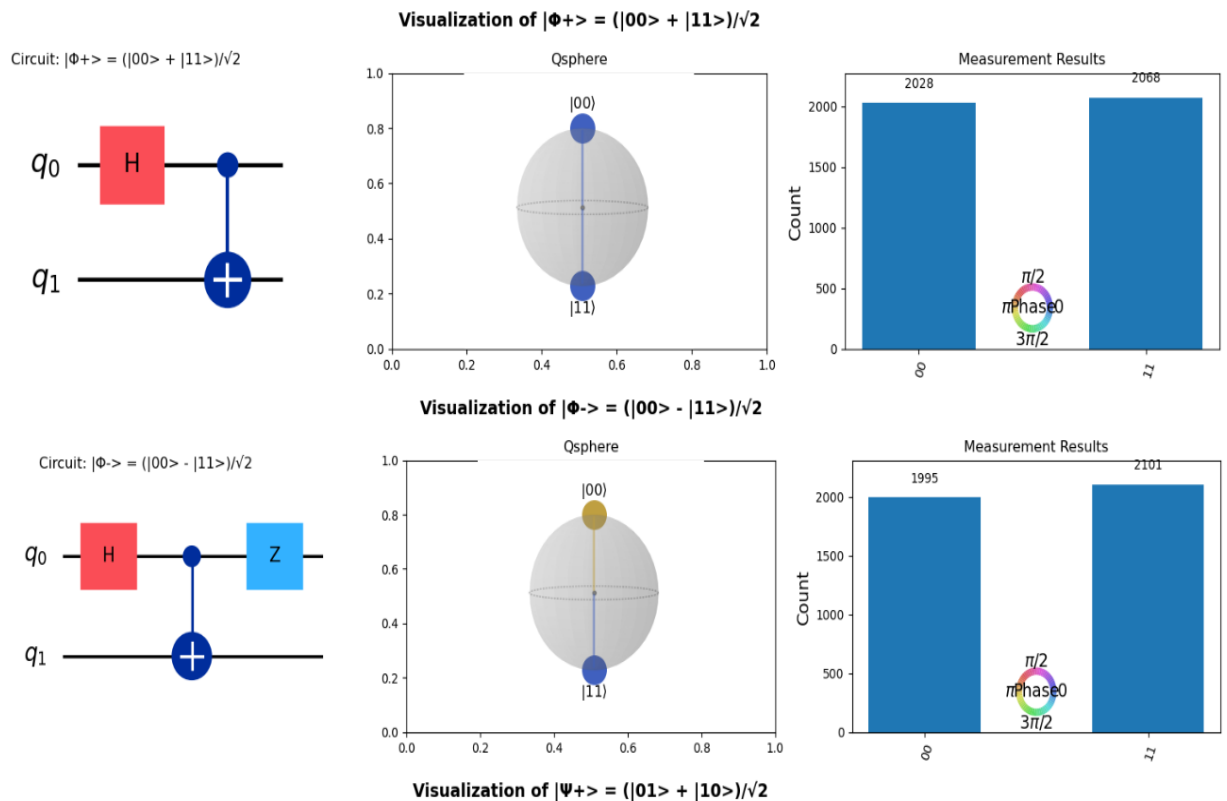 Visualization of |Φ+> = (|00> + |11>)/√2
Circuit: |Φ+> = (|00> + |11>)/√2
q₀
H
q₁
Qsphere
1.0
0.8
0.6
0.4
0.2
0.0
|00⟩
|11⟩
0.0 0.2 0.4 0.6 0.8 1.0
Measurement Results
2028 2068
Count
2000
1500
1000
500
0
π/2
πPhase0
3π/2
00 11
Visualization of |Φ-> = (|00> - |11>)/√2
Circuit: |Φ-> = (|00> - |11>)/√2
q₀
H Z
q₁
Qsphere
1.0
0.8
0.6
0.4
0.2
0.0
|00⟩
|11⟩
0.0 0.2 0.4 0.6 0.8 1.0
Measurement Results
1995 2101
Count
2000
1500
1000
500
0
π/2
πPhase0
3π/2
00 11
Visualization of |Ψ+> = (|01> + |10>)/√2